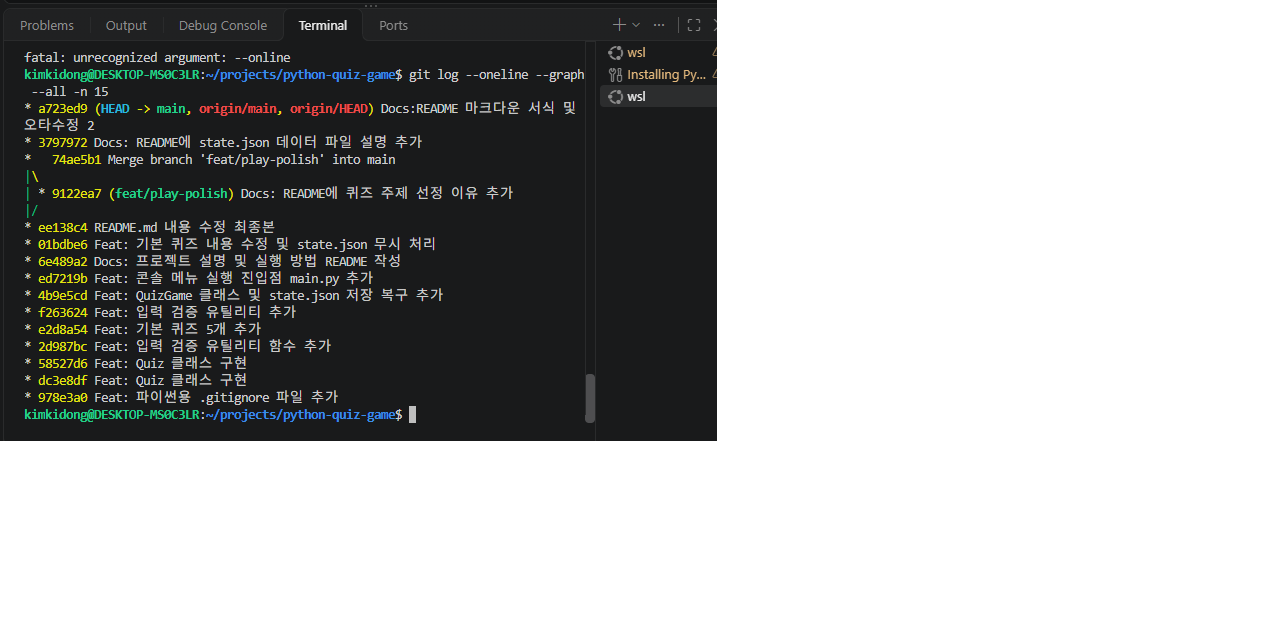 Problems Output Debug Console Terminal Ports
fatal: unrecognized argument: --online
kimkidong@DESKTOP-MS0C3LR:~/projects/python-quiz-game$ git log --oneline --graph
--all -n 15
* a723ed9 (HEAD -> main, origin/main, origin/HEAD) Docs:README 마크다운 서식 및
오타수정 2
* 3797972 Docs: README에 state.json 데이터 파일 설명 추가
*   74ae5b1 Merge branch 'feat/play-polish' into main
|\
| * 9122ea7 (feat/play-polish) Docs: README에 퀴즈 주제 선정 이유 추가
|/
* ee138c4 README.md 내용 수정 최종본
* 01bdbe6 Feat: 기본 퀴즈 내용 수정 및 state.json 무시 처리
* 6e489a2 Docs: 프로젝트 설명 및 실행 방법 README 작성
* ed7219b Feat: 콘솔 메뉴 실행 진입점 main.py 추가
* 4b9e5cd Feat: QuizGame 클래스 및 state.json 저장 복구 추가
* f263624 Feat: 입력 검증 유틸리티 추가
* e2d8a54 Feat: 기본 퀴즈 5개 추가
* 2d987bc Feat: 입력 검증 유틸리티 함수 추가
* 58527d6 Feat: Quiz 클래스 구현
* dc3e8df Feat: Quiz 클래스 구현
* 978e3a0 Feat: 파이썬용 .gitignore 파일 추가
kimkidong@DESKTOP-MS0C3LR:~/projects/python-quiz-game$
wsl
Installing Py...
wsl